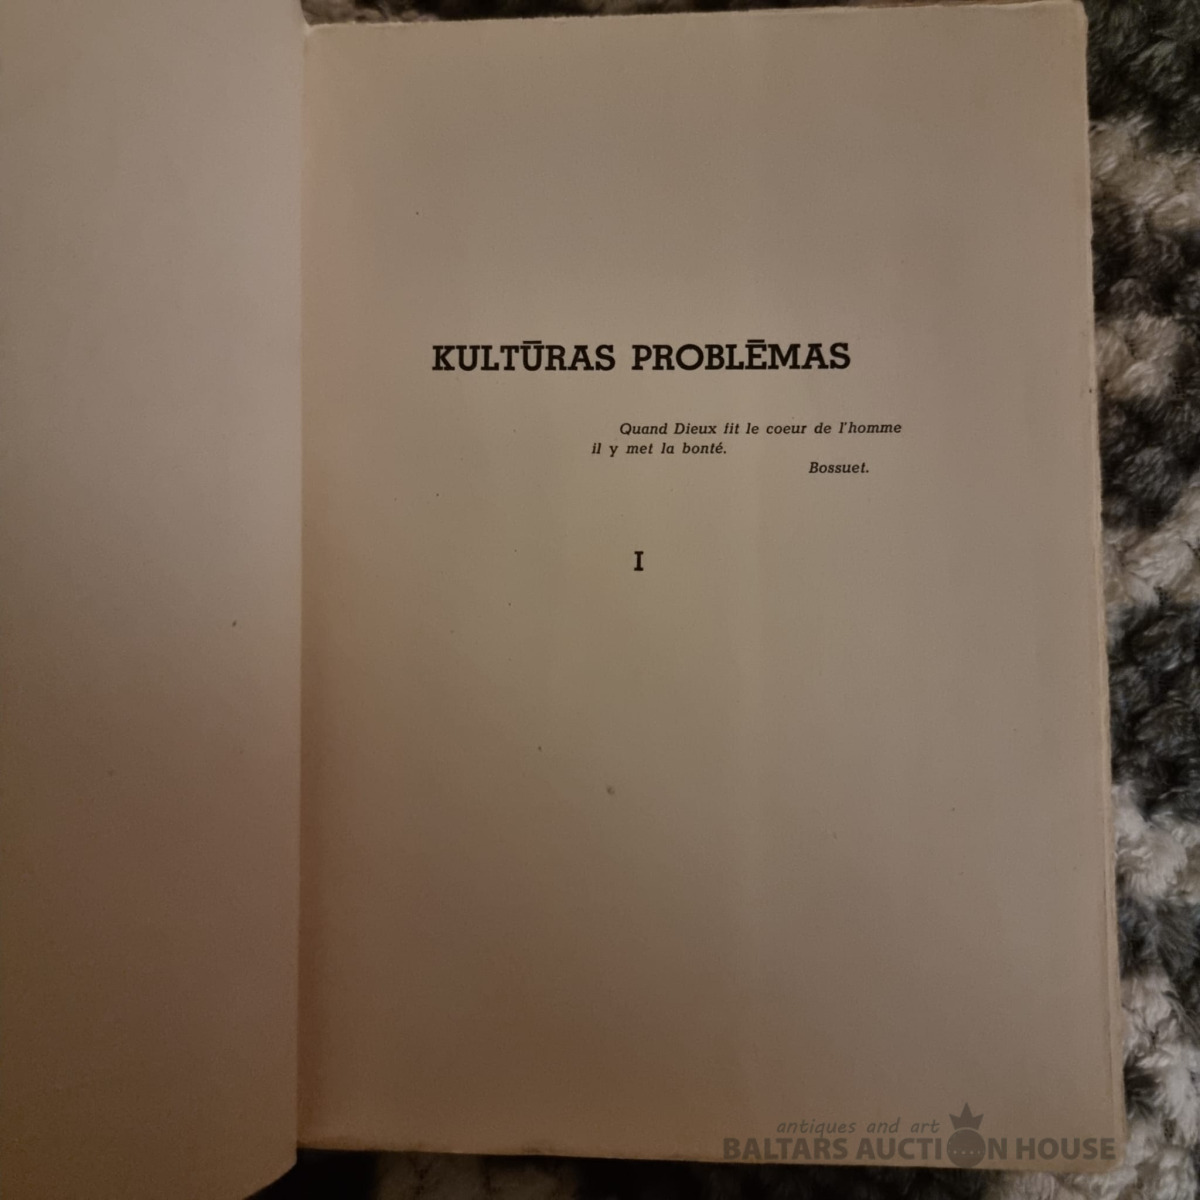 KULTŪRAS PROBLĒMAS
Quand Dieux fit le coeur de l'homme
il y met la bonté.
Bossuet.
I
antiques and art
BALTARS AUCTION HOUSE